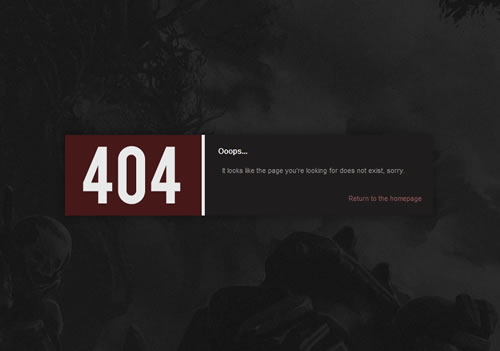 404
Ooops...
It looks like the page you're looking for does not exist, sorry.
Return to the homepage